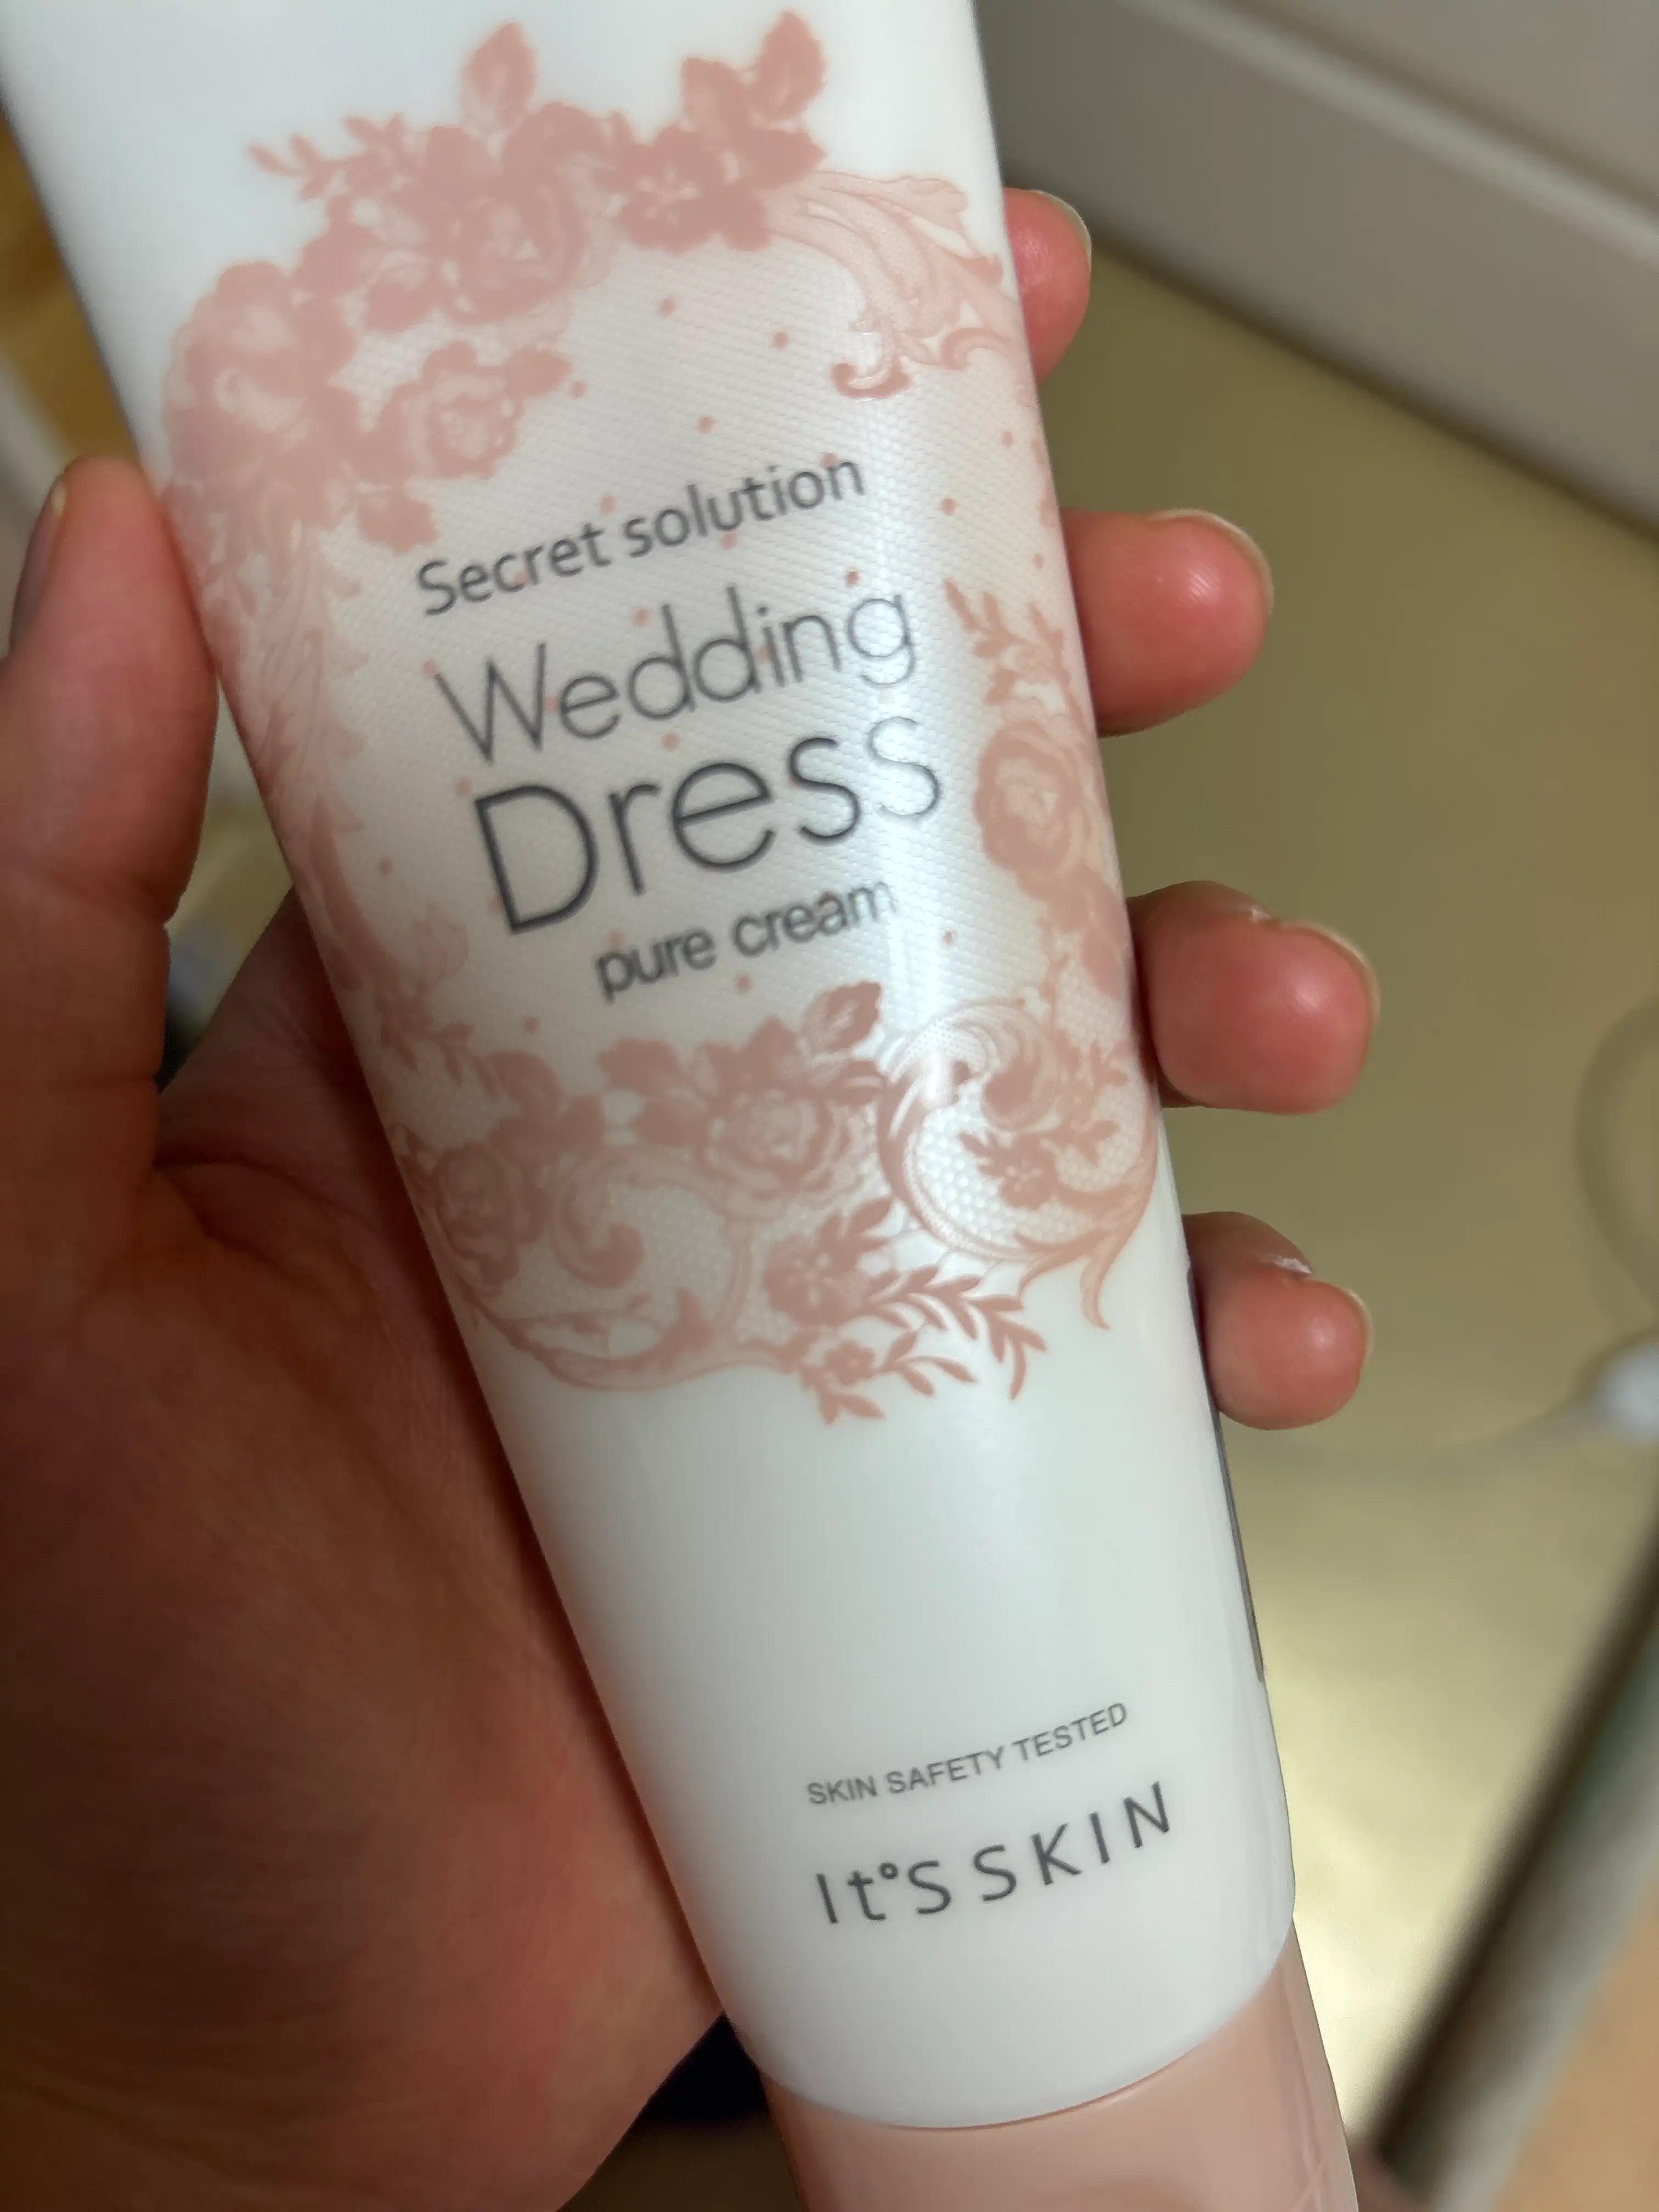 Secret solution
Wedding
Dress
pure cream
SKIN SAFETY TESTED
It°S SKIN